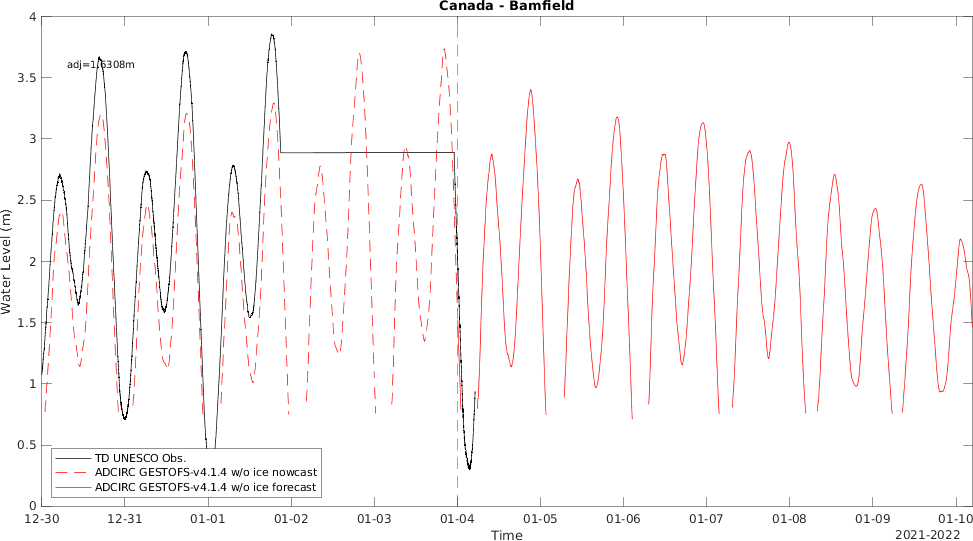 Canada - Bamfield
4
3.5
3
2.5
2
1.5
1
0.5
0
Water Level (m)
adj=1.6308m
TD UNESCO Obs.
ADCIRC GESTOFS-v4.1.4 w/o ice nowcast
ADCIRC GESTOFS-v4.1.4 w/o ice forecast
12-30 12-31 01-01 01-02 01-03 01-04 01-05 01-06 01-07 01-08 01-09 01-10
Time
2021-2022